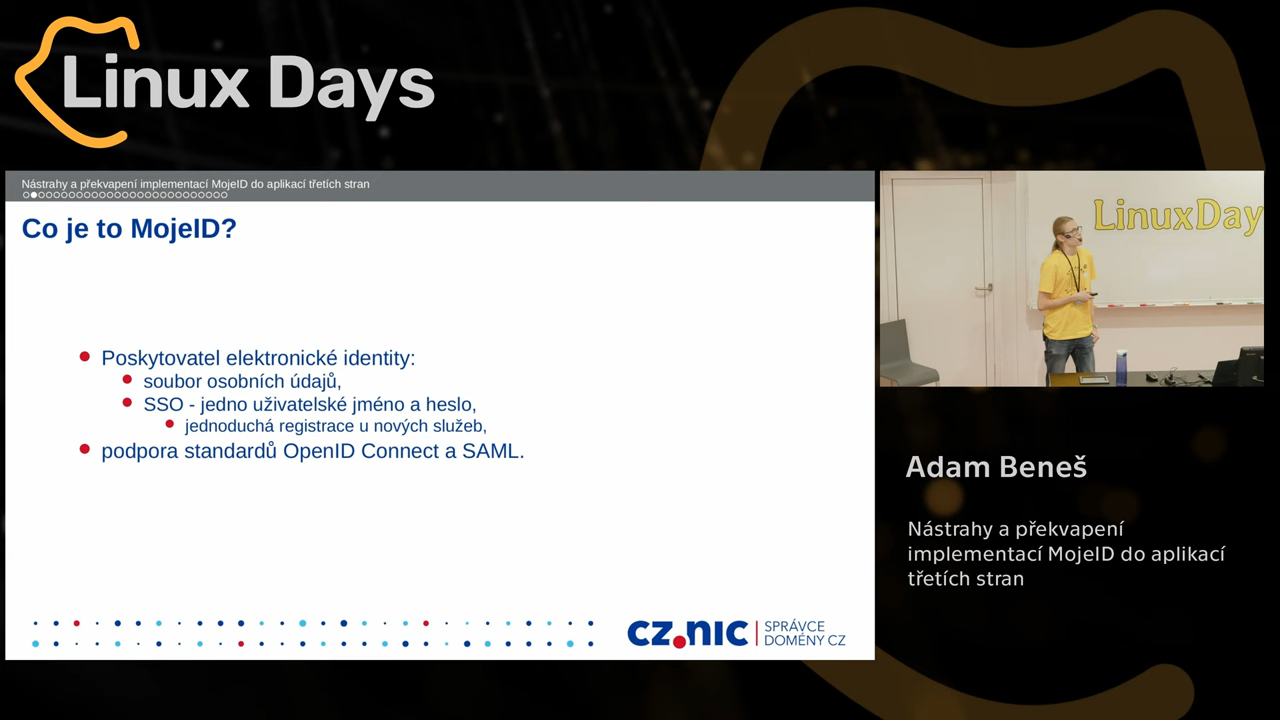 Linux Days
Nástrahy a překvapení implementací MojeID do aplikací třetích stran
Co je to MojeID?
Poskytovatel elektronické identity:
soubor osobních údajů,
SSO - jedno uživatelské jméno a heslo,
jednoduchá registrace u nových služeb,
podpora standardů OpenID Connect a SAML.
CZ.NIC
SPRÁVCE
DOMÉNY CZ
LinuxDay
Adam Beneš
Nástrahy a překvapení
implementací MojeID do aplikací
třetích stran